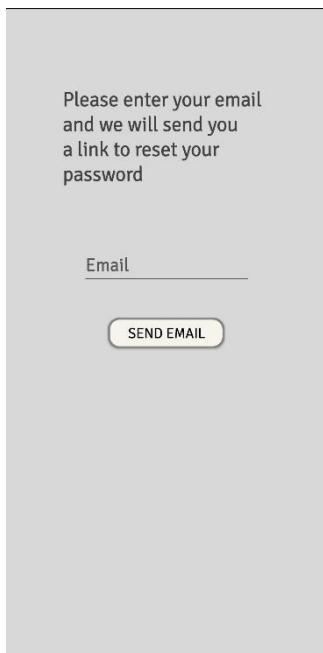 Please enter your email
and we will send you
a link to reset your
password
Email
SEND EMAIL